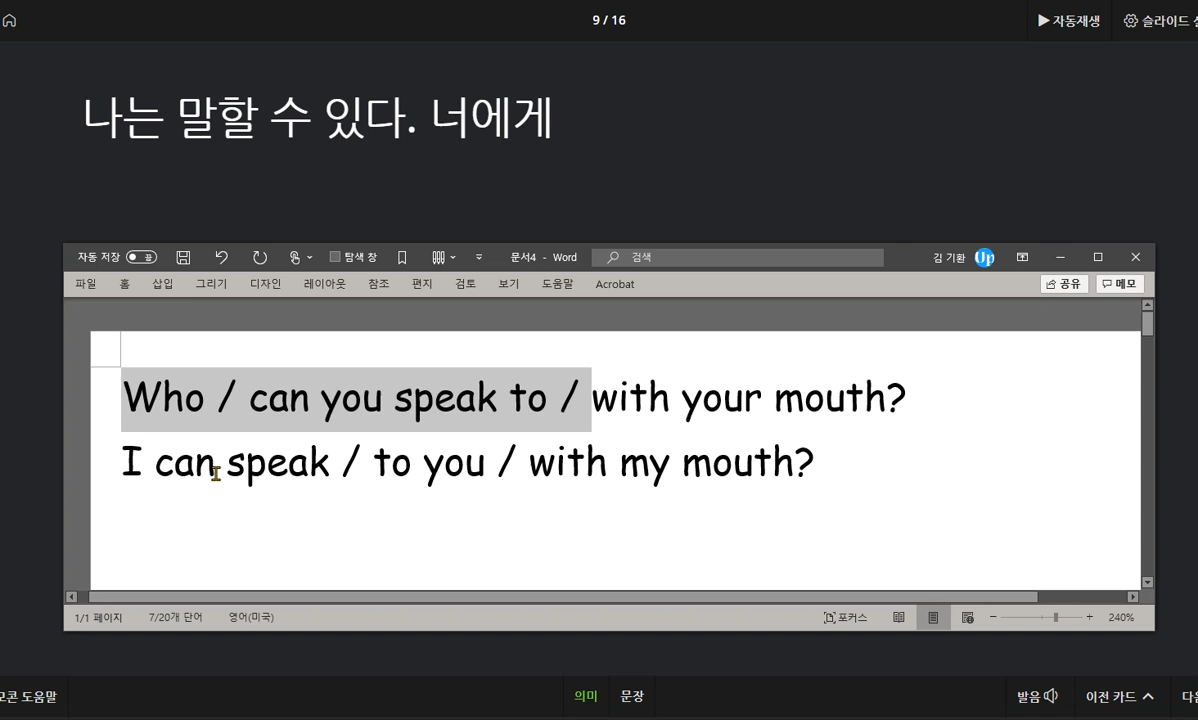 9 / 16
자동재생
슬라이드
나는 말할 수 있다. 너에게
자동 저장 끔 탐색 창 문서4 - Word 검색 김 기환 Up
파일 홈 삽입 그리기 디자인 레이아웃 참조 편지 검토 보기 도움말 Acrobat 공유 메모
Who / can you speak to / with your mouth?
I can speak / to you / with my mouth?
1/1 페이지 7/20개 단어 영어(미국) 포커스 240%
도움말 의미 문장 발음 이전 카드